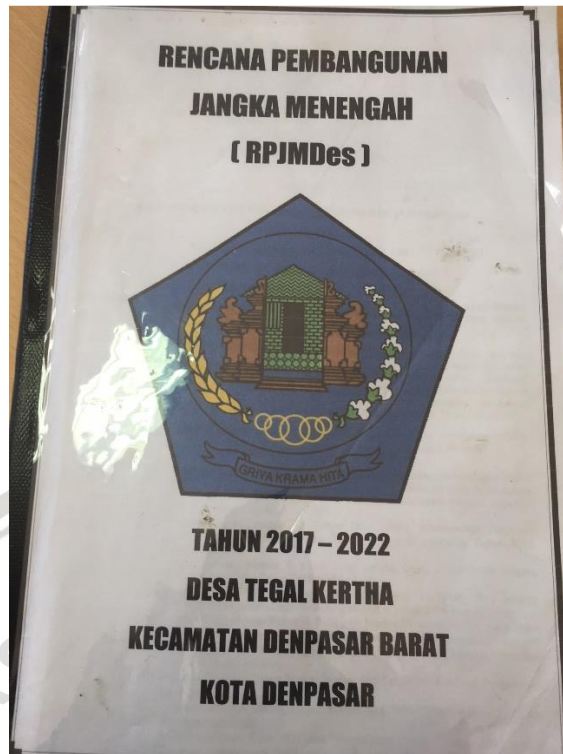 RENCANA PEMBANGUNAN
JANGKA MENENGAH
( RPJMDes )
GRIYA KRAMA HITA
TAHUN 2017 – 2022
DESA TEGAL KERTHA
KECAMATAN DENPASAR BARAT
KOTA DENPASAR